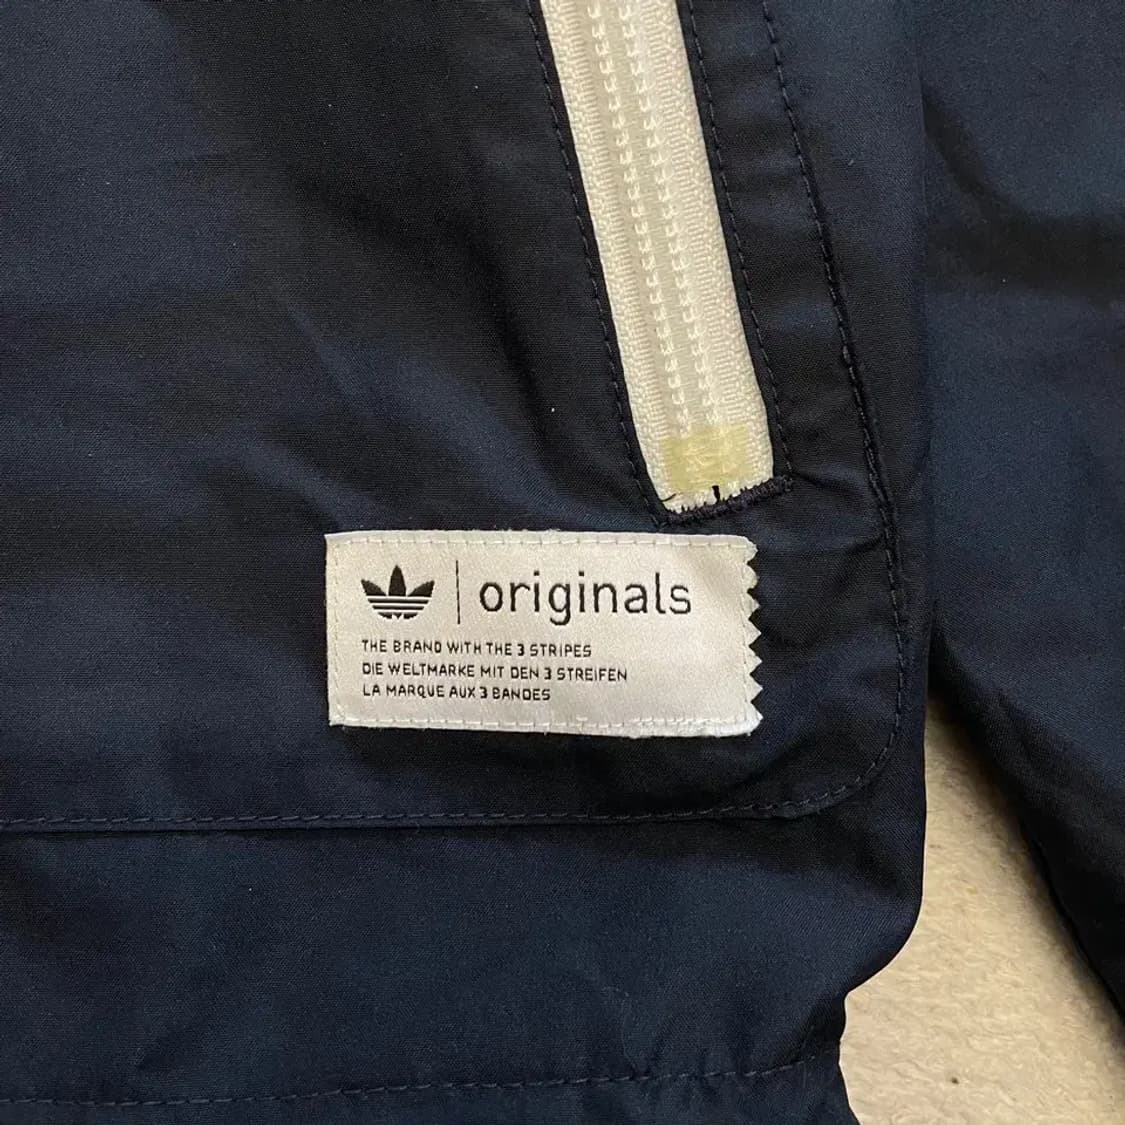 originals
THE BRAND WITH THE 3 STRIPES
DIE WELTMARKE MIT DEN 3 STREIFEN
LA MARQUE AUX 3 BANDES